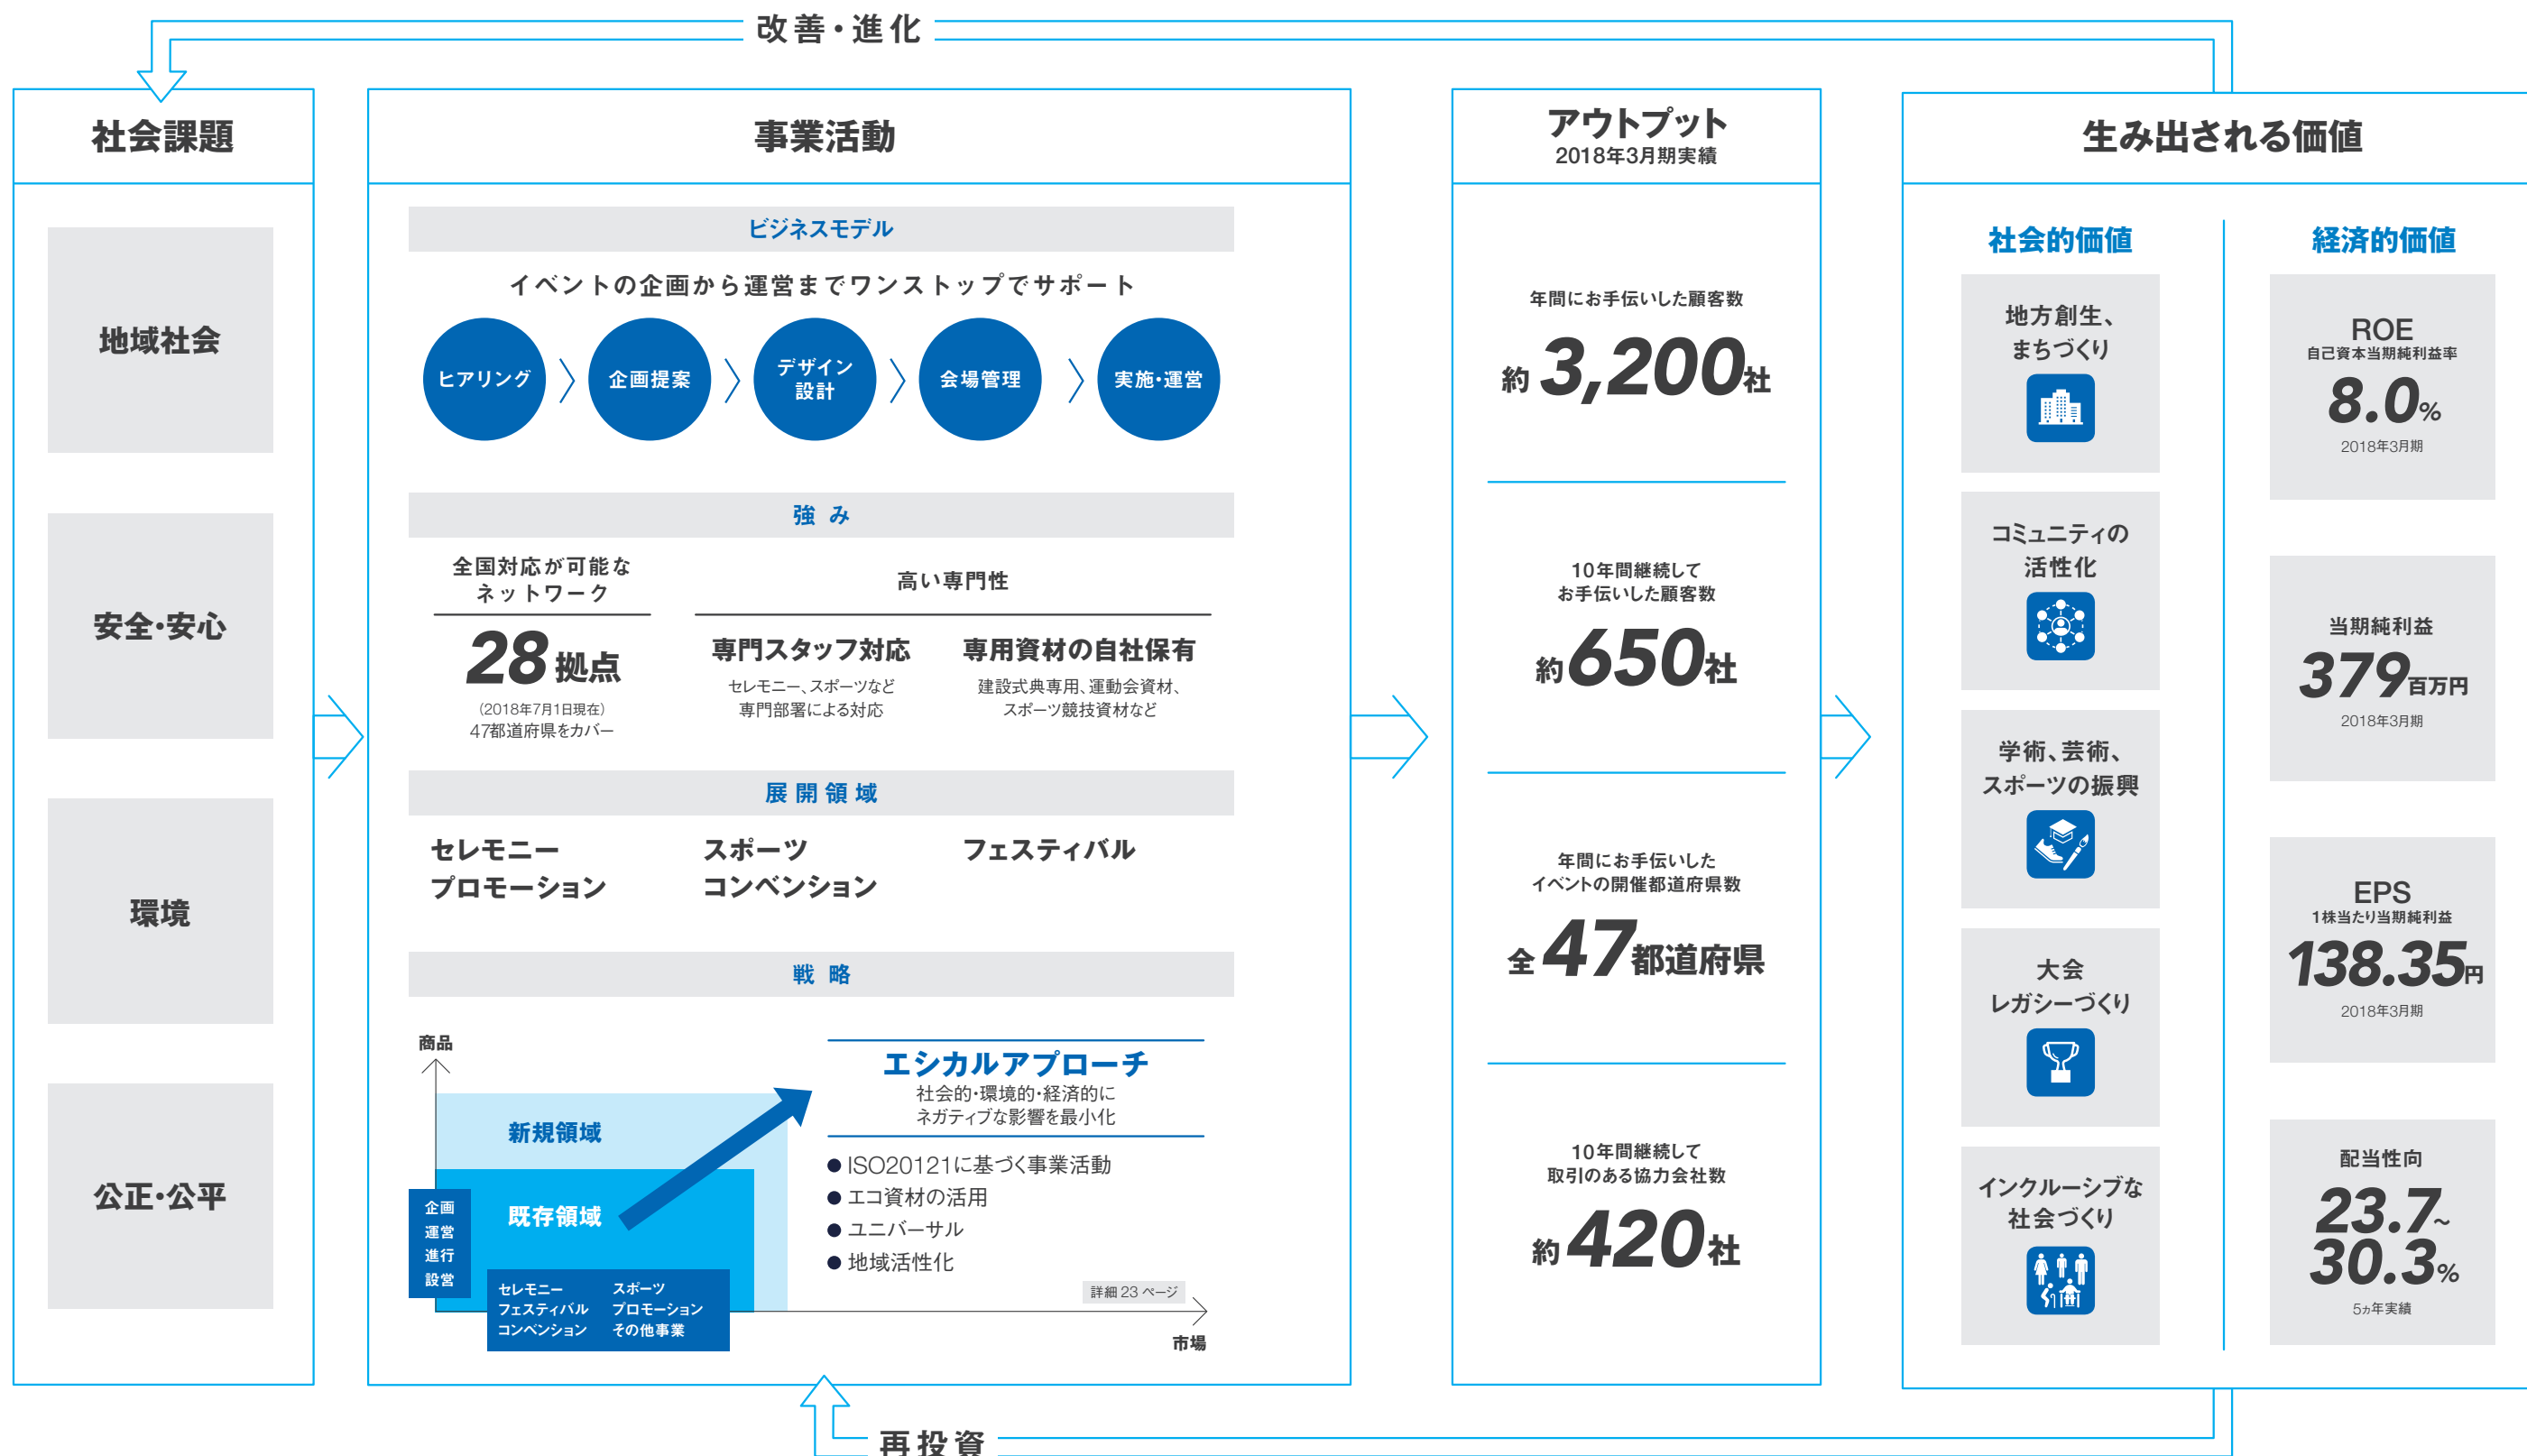 改善・進化
社会課題
地域社会
安全・安心
環境
公正・公平
事業活動
ビジネスモデル
イベントの企画から運営までワンストップでサポート
ヒアリング
企画提案
デザイン
設計
会場管理
実施・運営
強み
全国対応が可能な
ネットワーク
28拠点
(2018年7月1日現在)
47都道府県をカバー
高い専門性
専門スタッフ対応
セレモニー、スポーツなど
専門部署による対応
専用資材の自社保有
建設式典専用、運動会資材、
スポーツ競技資材など
展開領域
セレモニー
プロモーション
スポーツ
コンベンション
フェスティバル
戦略
商品
新規領域
既存領域
企画
運営
進行
設営
セレモニー
フェスティバル
コンベンション
スポーツ
プロモーション
その他事業
市場
エシカルアプローチ
社会的・環境的・経済的に
ネガティブな影響を最小化
●ISO20121に基づく事業活動
●エコ資材の活用
●ユニバーサル
●地域活性化
詳細 23 ページ
アウトプット
2018年3月期実績
年間にお手伝いした顧客数
約3,200社
10年間継続して
お手伝いした顧客数
約650社
年間にお手伝いした
イベントの開催都道府県数
全47都道府県
10年間継続して
取引のある協力会社数
約420社
生み出される価値
社会的価値
地方創生、
まちづくり
コミュニティの
活性化
学術、芸術、
スポーツの振興
大会
レガシーづくり
インクルーシブな
社会づくり
経済的価値
ROE
自己資本当期純利益率
8.0%
2018年3月期
当期純利益
379百万円
2018年3月期
EPS
1株当たり当期純利益
138.35円
2018年3月期
配当性向
23.7~
30.3%
5ヵ年実績
再投資